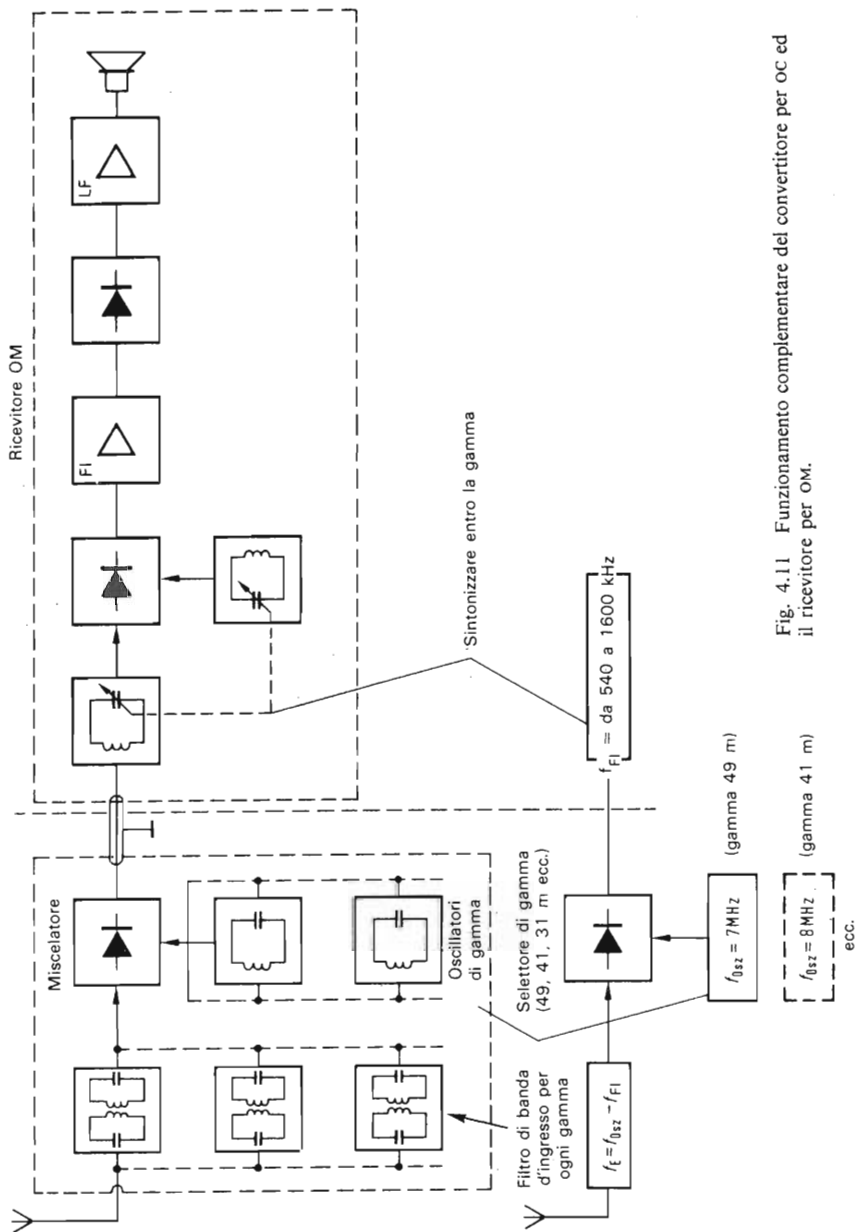 Ricevitore OM
FI
LF
Miscelatore
Oscillatori
di gamma
Sintonizzare entro la gamma
Filtro di banda
d'ingresso per
ogni gamma
Selettore di gamma
(49, 41, 31 m ecc.)
f_E = f_Osz − f_FI
f_FI = da 540 a 1600 kHz
f_Osz = 7MHz
(gamma 49 m)
f_Osz = 8MHz
(gamma 41 m)
ecc.
Fig. 4.11 Funzionamento complementare del convertitore per OC ed
il ricevitore per OM.